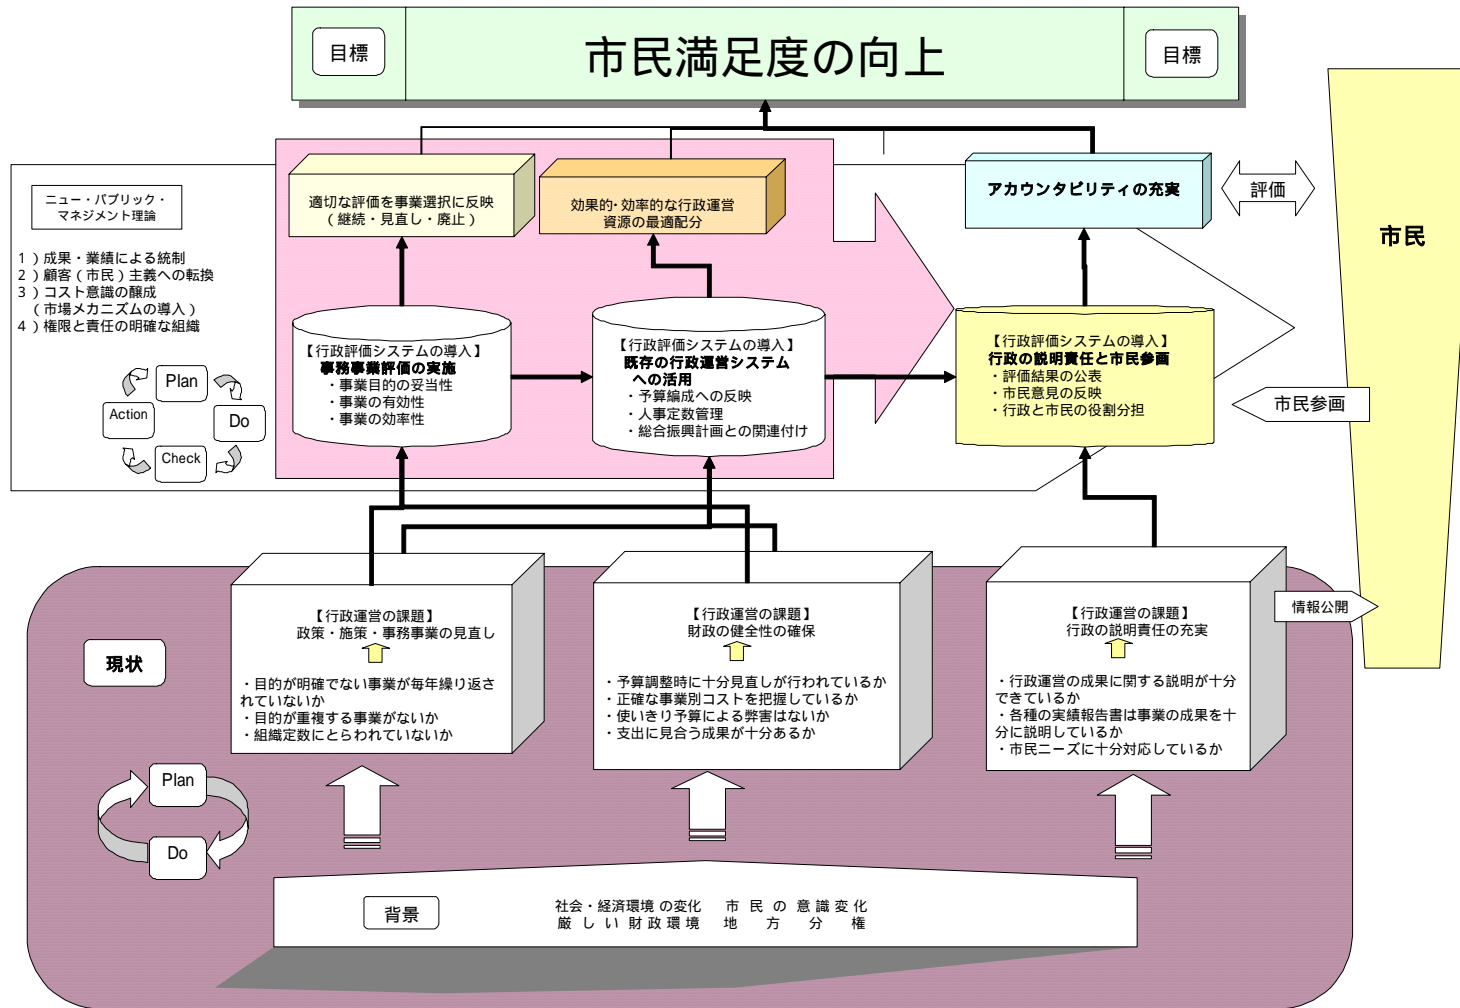 目標
市民満足度の向上
目標
ニュー・パブリック・
マネジメント理論
1）成果・業績による統制
2）顧客（市民）主義への転換
3）コスト意識の醸成
（市場メカニズムの導入）
4）権限と責任の明確な組織
Plan
Action
Do
Check
適切な評価を事業選択に反映
（継続・見直し・廃止）
効果的･効率的な行政運営
資源の最適配分
アカウンタビリティの充実
評価
市民
【行政評価システムの導入】
事務事業評価の実施
・事業目的の妥当性
・事業の有効性
・事業の効率性
【行政評価システムの導入】
既存の行政運営システム
への活用
・予算編成への反映
・人事定数管理
・総合振興計画との関連付け
【行政評価システムの導入】
行政の説明責任と市民参画
・評価結果の公表
・市民意見の反映
・行政と市民の役割分担
市民参画
現状
【行政運営の課題】
政策・施策・事務事業の見直し
・目的が明確でない事業が毎年繰り返さ
れていないか
・目的が重複する事業がないか
・組織定数にとらわれていないか
【行政運営の課題】
財政の健全性の確保
・予算調整時に十分見直しが行われているか
・正確な事業別コストを把握しているか
・使いきり予算による弊害はないか
・支出に見合う成果が十分あるか
【行政運営の課題】
行政の説明責任の充実
・行政運営の成果に関する説明が十分
できているか
・各種の実績報告書は事業の成果を十
分に説明しているか
・市民ニーズに十分対応しているか
情報公開
Plan
Do
背景
社会・経済環境の変化　市民の意識変化
厳しい財政環境　地方分権